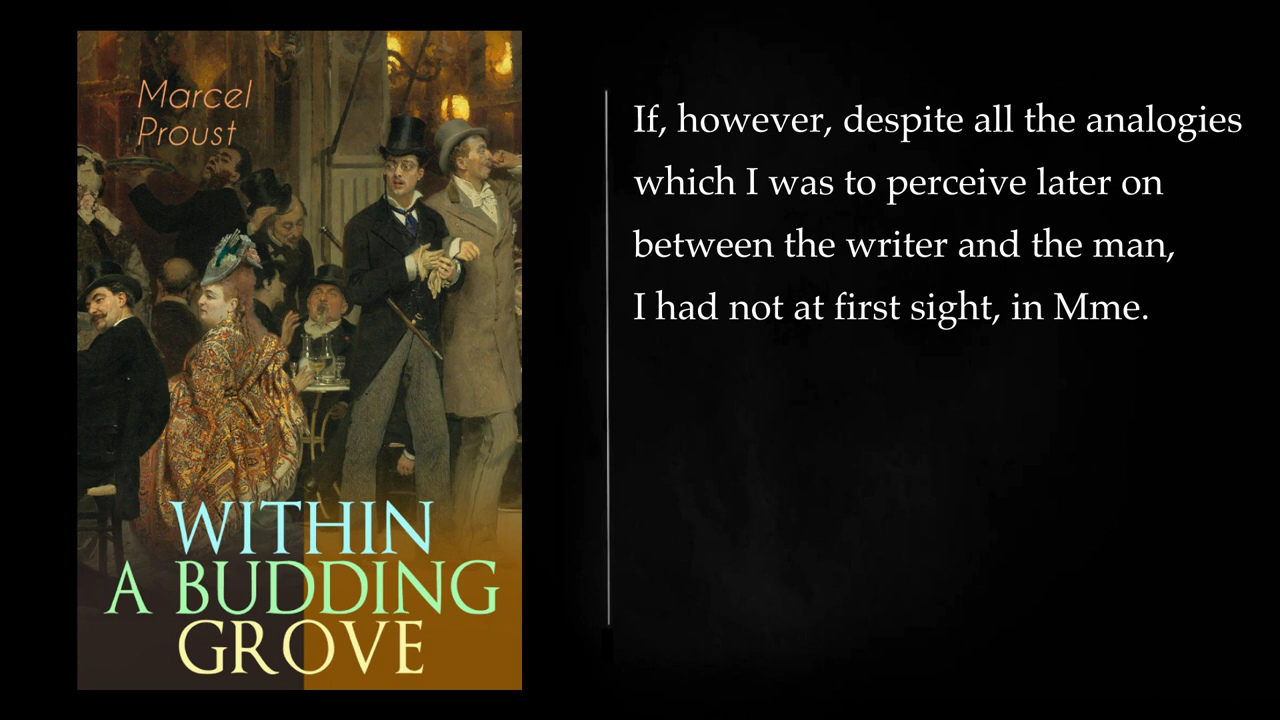 Marcel
Proust
WITHIN
A BUDDING
GROVE
If, however, despite all the analogies
which I was to perceive later on
between the writer and the man,
I had not at first sight, in Mme.